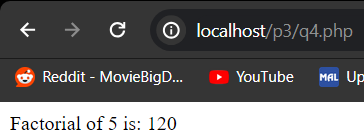 localhost/p3/q4.php
Reddit - MovieBigD... YouTube MAL Up
Factorial of 5 is: 120